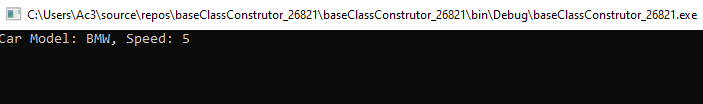 C:\Users\Ac3\source\repos\baseClassConstrutor_26821\baseClassConstrutor_26821\bin\Debug\baseClassConstrutor_26821.exe
Car Model: BMW, Speed: 5